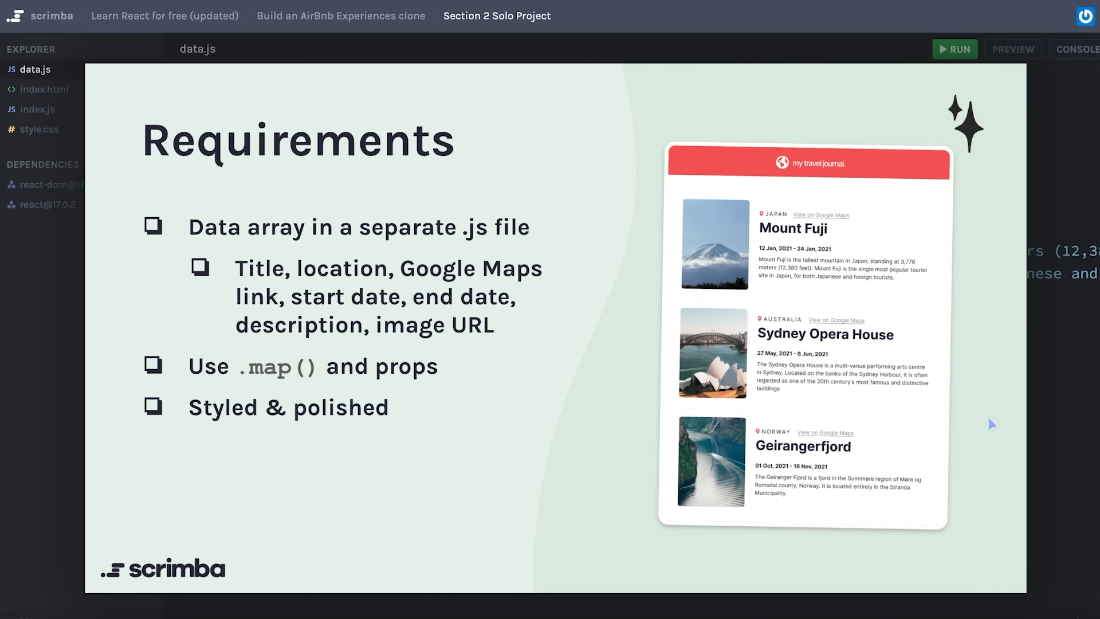 scrimba / Learn React for free (updated) / Build an AirBnb Experiences clone / Section 2 Solo Project
EXPLORER
data.js
index.html
index.js
style.css
DEPENDENCIES
react-dom@17
react@17.0.2
data.js
RUN
PREVIEW
CONSOLE
rs (12,38
nese and
Requirements
Data array in a separate .js file
Title, location, Google Maps
link, start date, end date,
description, image URL
Use .map() and props
Styled & polished
scrimba
my travel journal.
JAPAN View on Google Maps
Mount Fuji
12 Jan, 2021 - 24 Jan, 2021
Mount Fuji is the tallest mountain in Japan, standing at 3,776
meters (12,380 feet). Mount Fuji is the single most popular tourist
site in Japan, for both Japanese and foreign tourists.
AUSTRALIA View on Google Maps
Sydney Opera House
27 May, 2021 - 8 Jun, 2021
The Sydney Opera House is a multi-venue performing arts centre
in Sydney. Located on the banks of the Sydney Harbour, it is often
regarded as one of the 20th century's most famous and distinctive
buildings
NORWAY View on Google Maps
Geirangerfjord
01 Oct, 2021 - 18 Nov, 2021
The Geiranger Fjord is a fjord in the Sunnmøre region of Møre og
Romsdal county, Norway. It is located entirely in the Stranda
Municipality.